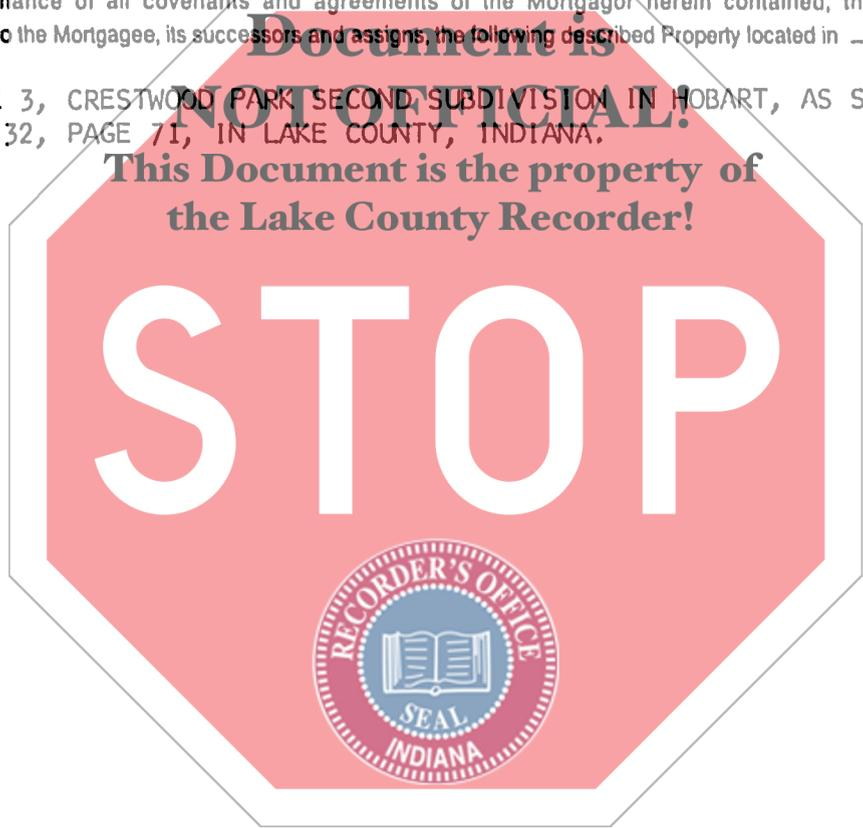 nance of all covenants and agreements of the Mortgagor herein contained, th
o the Mortgagee, its successors and assigns, the following described Property located in
Document is
NOT OFFICIAL!
3, CRESTWOOD PARK SECOND SUBDIVISION IN HOBART, AS S
32, PAGE 71, IN LAKE COUNTY, INDIANA.
This Document is the property of
the Lake County Recorder!
STOP
RECORDER'S OFFICE
SEAL
INDIANA